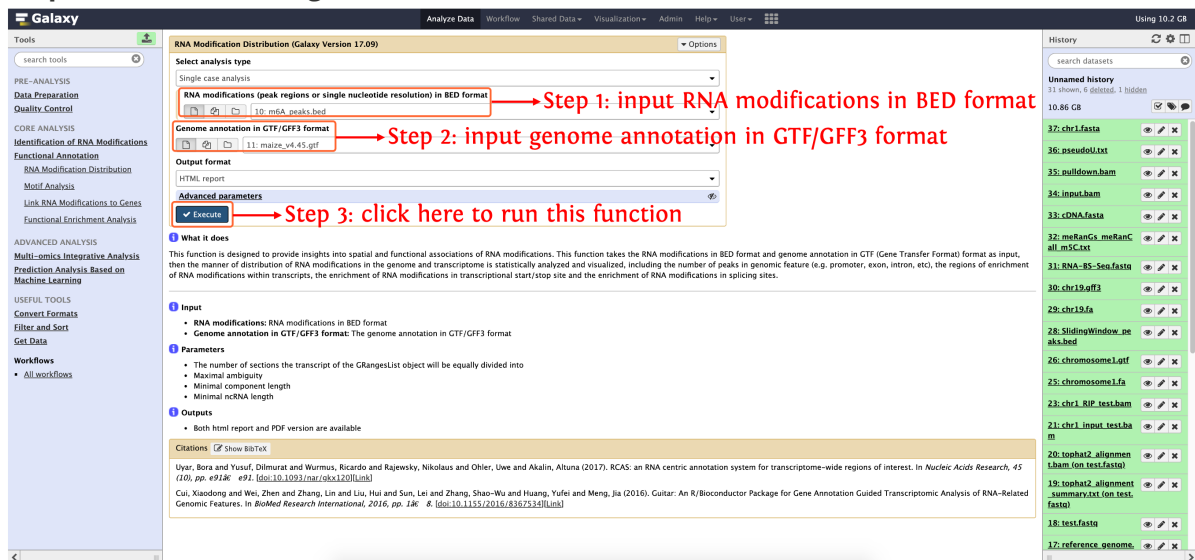 Galaxy
Analyze Data Workflow Shared Data Visualization Admin Help User
Using 10.2 GB
Tools
search tools
PRE-ANALYSIS
Data Preparation
Quality Control
CORE ANALYSIS
Identification of RNA Modifications
Functional Annotation
RNA Modification Distribution
Motif Analysis
Link RNA Modifications to Genes
Functional Enrichment Analysis
ADVANCED ANALYSIS
Multi-omics Integrative Analysis
Prediction Analysis Based on
Machine Learning
USEFUL TOOLS
Convert Formats
Filter and Sort
Get Data
Workflows
• All workflows
RNA Modification Distribution (Galaxy Version 17.09)
Options
Select analysis type
Single case analysis
RNA modifications (peak regions or single nucleotide resolution) in BED format
10: m6A_peaks.bed
Step 1: input RNA modifications in BED format
Genome annotation in GTF/GFF3 format
11: maize_v4.45.gtf
Step 2: input genome annotation in GTF/GFF3 format
Output format
HTML report
Advanced parameters
Execute
Step 3: click here to run this function
What it does
This function is designed to provide insights into spatial and functional associations of RNA modifications. This function takes the RNA modifications in BED format and genome annotation in GTF (Gene Transfer Format) format as input,
then the manner of distribution of RNA modifications in the genome and transcriptome is statistically analyzed and visualized, including the number of peaks in genomic feature (e.g. promoter, exon, intron, etc), the regions of enrichment
of RNA modifications within transcripts, the enrichment of RNA modifications in transcriptional start/stop site and the enrichment of RNA modifications in splicing sites.
Input
• RNA modifications: RNA modifications in BED format
• Genome annotation in GTF/GFF3 format: The genome annotation in GTF/GFF3 format
Parameters
• The number of sections the transcript of the GRangesList object will be equally divided into
• Maximal ambiguity
• Minimal component length
• Minimal ncRNA length
Outputs
• Both html report and PDF version are available
Citations Show BibTeX
Uyar, Bora and Yusuf, Dilmurat and Wurmus, Ricardo and Rajewsky, Nikolaus and Ohler, Uwe and Akalin, Altuna (2017). RCAS: an RNA centric annotation system for transcriptome-wide regions of interest. In Nucleic Acids Research, 45
(10), pp. e91â€ e91. [doi:10.1093/nar/gkx120][Link]
Cui, Xiaodong and Wei, Zhen and Zhang, Lin and Liu, Hui and Sun, Lei and Zhang, Shao-Wu and Huang, Yufei and Meng, Jia (2016). Guitar: An R/Bioconductor Package for Gene Annotation Guided Transcriptomic Analysis of RNA-Related
Genomic Features. In BioMed Research International, 2016, pp. 1â€ 8. [doi:10.1155/2016/8367534][Link]
History
search datasets
Unnamed history
31 shown, 6 deleted, 1 hidden
10.86 GB
37: chr1.fasta
36: pseudoU.txt
35: pulldown.bam
34: input.bam
33: cDNA.fasta
32: meRanGs_meRanC
all_m5C.txt
31: RNA-BS-Seq.fastq
30: chr19.gff3
29: chr19.fa
28: SlidingWindow_pe
aks.bed
26: chromosome1.gtf
25: chromosome1.fa
23: chr1_RIP_test.bam
21: chr1_input_test.ba
m
20: tophat2_alignmen
t.bam (on test.fastq)
19: tophat2_alignment
_summary.txt (on test.
fastq)
18: test.fastq
17: reference_genome.